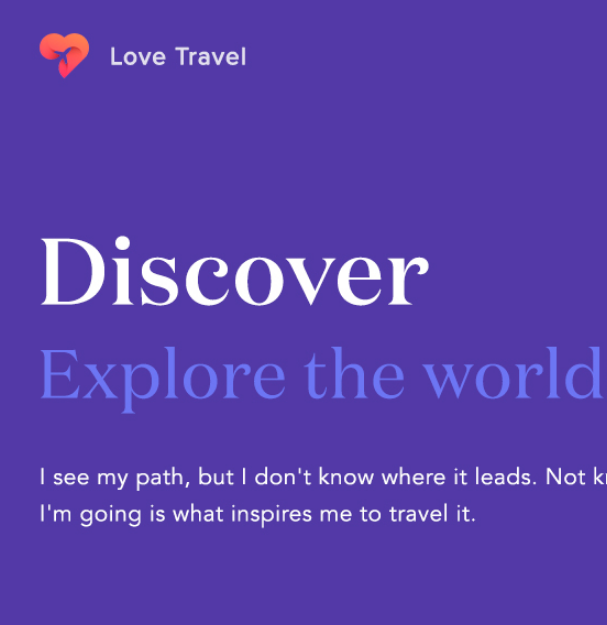 Love Travel
Discover
Explore the world
I see my path, but I don't know where it leads. Not
I'm going is what inspires me to travel it.